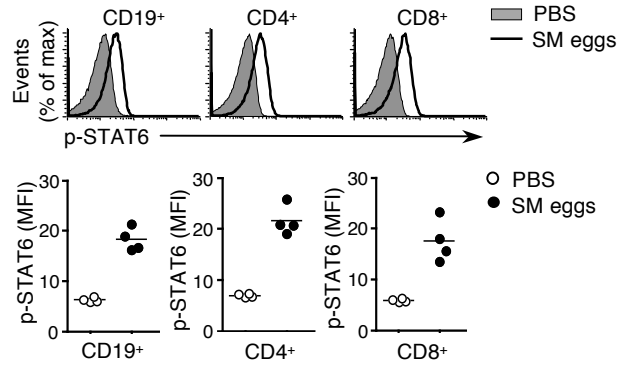 CD19⁺ CD4⁺ CD8⁺
PBS
SM eggs
Events
(% of max)
p-STAT6
p-STAT6 (MFI)
30
20
10
0
CD19⁺
p-STAT6 (MFI)
30
20
10
0
CD4⁺
p-STAT6 (MFI)
30
20
10
0
CD8⁺
PBS
SM eggs